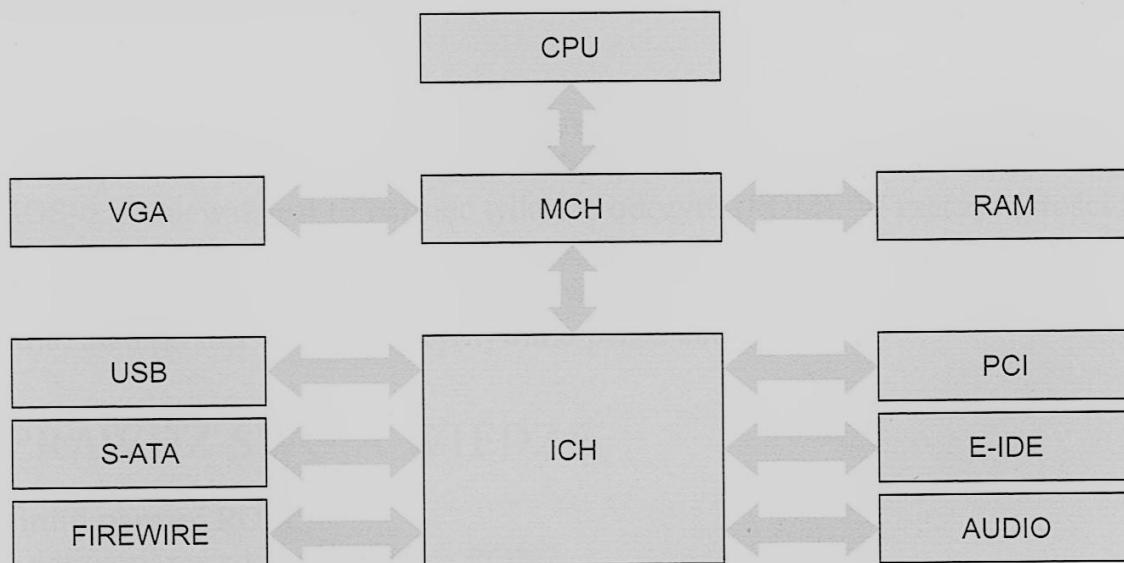 CPU
VGA
MCH
RAM
USB
ICH
PCI
S-ATA
E-IDE
FIREWIRE
AUDIO